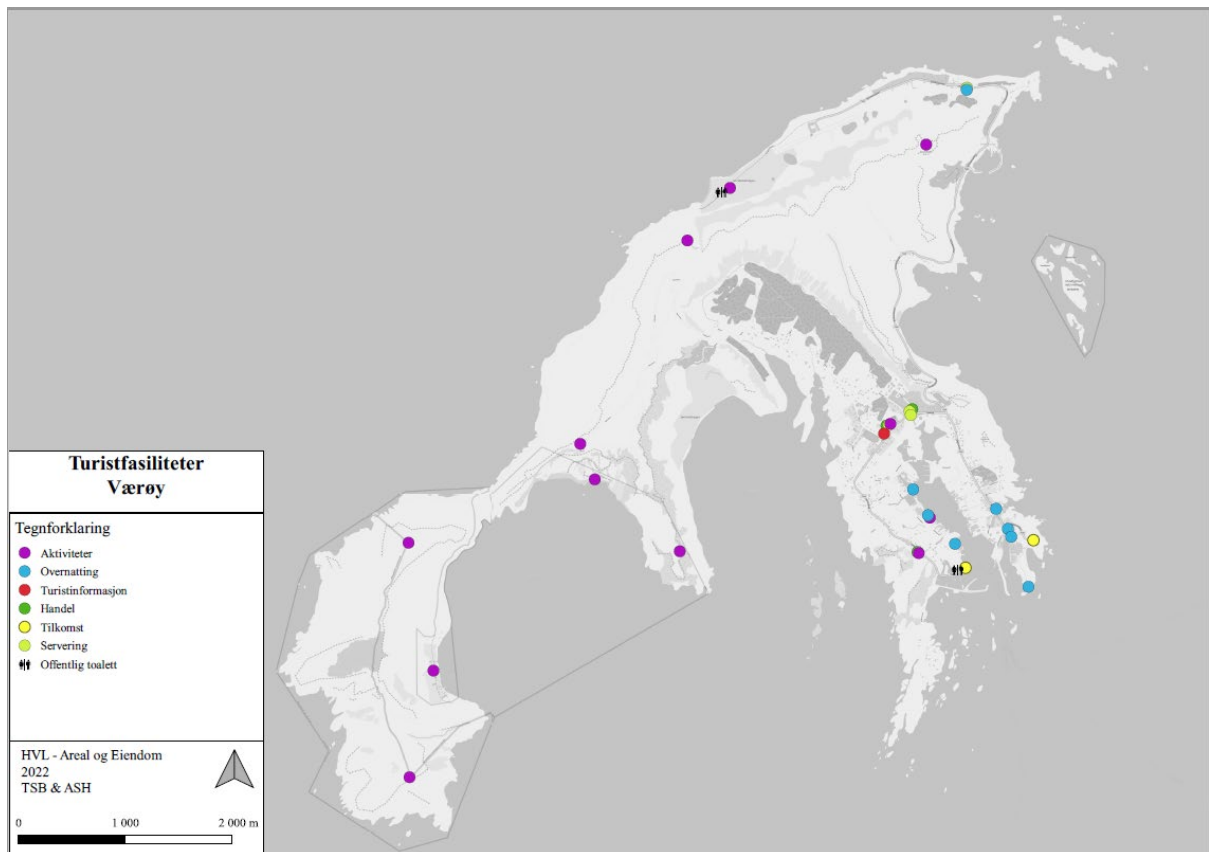 Turistfasiliteter
Værøy
Tegnforklaring
Aktiviteter
Overnatting
Turistinformasjon
Handel
Tilkomst
Servering
Offentlig toalett
HVL - Areal og Eiendom
2022
TSB & ASH
0 1 000 2 000 m